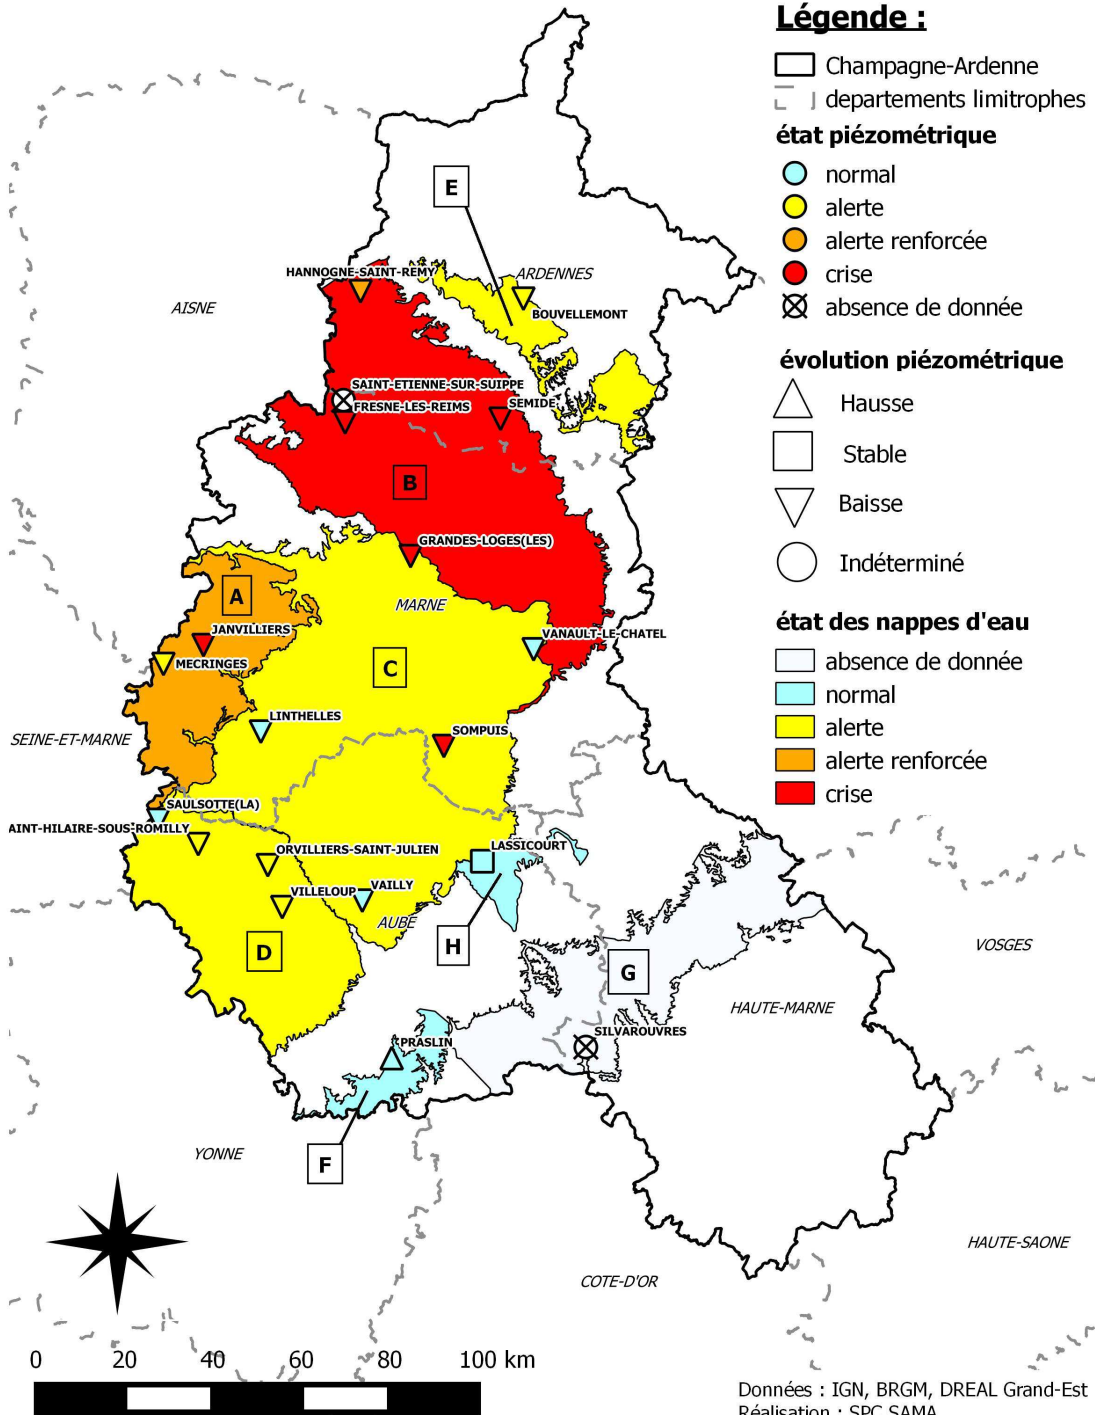 Légende :
Champagne-Ardenne
departements limitrophes
état piézométrique
normal
alerte
alerte renforcée
crise
absence de donnée
évolution piézométrique
Hausse
Stable
Baisse
Indéterminé
état des nappes d'eau
absence de donnée
normal
alerte
alerte renforcée
crise
E
HANNOGNE-SAINT-REMY
ARDENNES
AISNE
BOUVELLEMONT
SAINT-ETIENNE-SUR-SUIPPE
FRESNE-LES-REIMS
SEMIDE
B
GRANDES-LOGES(LES)
A
MARNE
JANVILLIERS
VANAULT-LE-CHATEL
MECRINGES
C
LINTHELLES
SOMPUIS
SEINE-ET-MARNE
SAULSOTTE(LA)
AINT-HILAIRE-SOUS-ROMILLY
ORVILLIERS-SAINT-JULIEN
LASSICOURT
VILLELOUP
VAILLY
AUBE
D
H
G
VOSGES
HAUTE-MARNE
SILVAROUVRES
PRASLIN
YONNE
F
HAUTE-SAONE
COTE-D'OR
0 20 40 60 80 100 km
Données : IGN, BRGM, DREAL Grand-Est
Réalisation : SPC SAMA